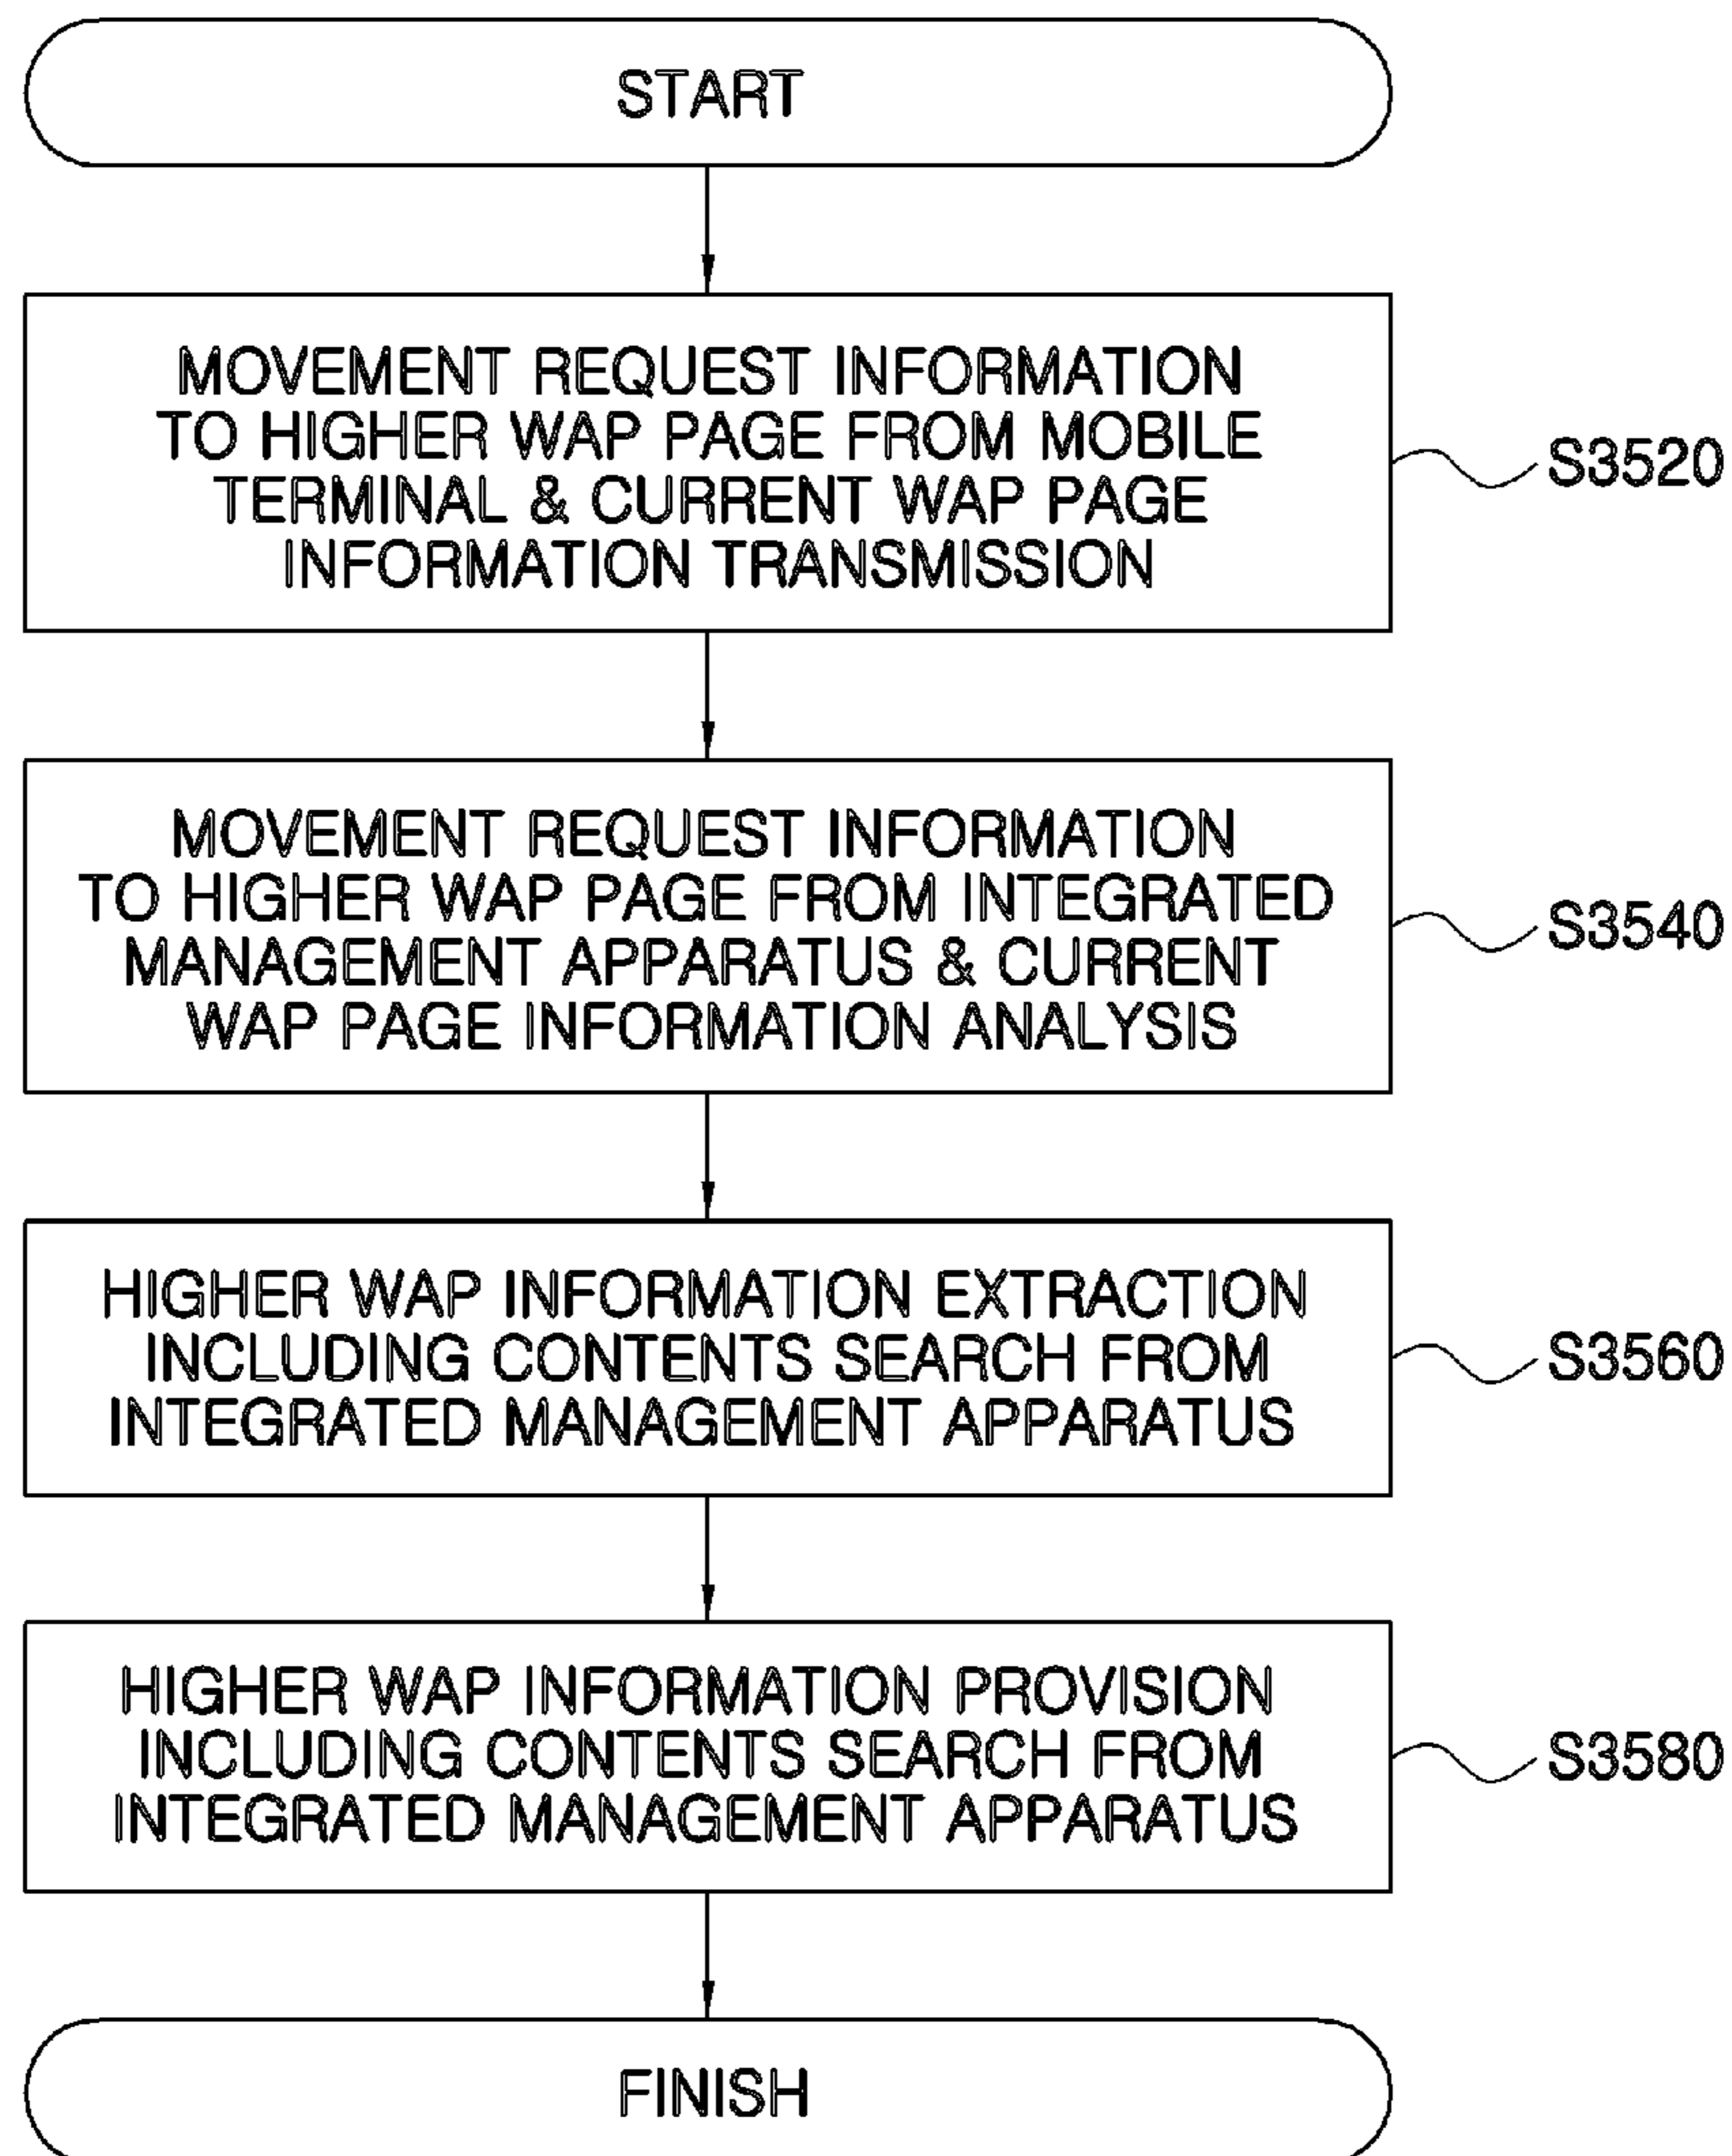 START
MOVEMENT REQUEST INFORMATION
TO HIGHER WAP PAGE FROM MOBILE
TERMINAL & CURRENT WAP PAGE
INFORMATION TRANSMISSION
S3520
MOVEMENT REQUEST INFORMATION
TO HIGHER WAP PAGE FROM INTEGRATED
MANAGEMENT APPARATUS & CURRENT
WAP PAGE INFORMATION ANALYSIS
S3540
HIGHER WAP INFORMATION EXTRACTION
INCLUDING CONTENTS SEARCH FROM
INTEGRATED MANAGEMENT APPARATUS
S3560
HIGHER WAP INFORMATION PROVISION
INCLUDING CONTENTS SEARCH FROM
INTEGRATED MANAGEMENT APPARATUS
S3580
FINISH